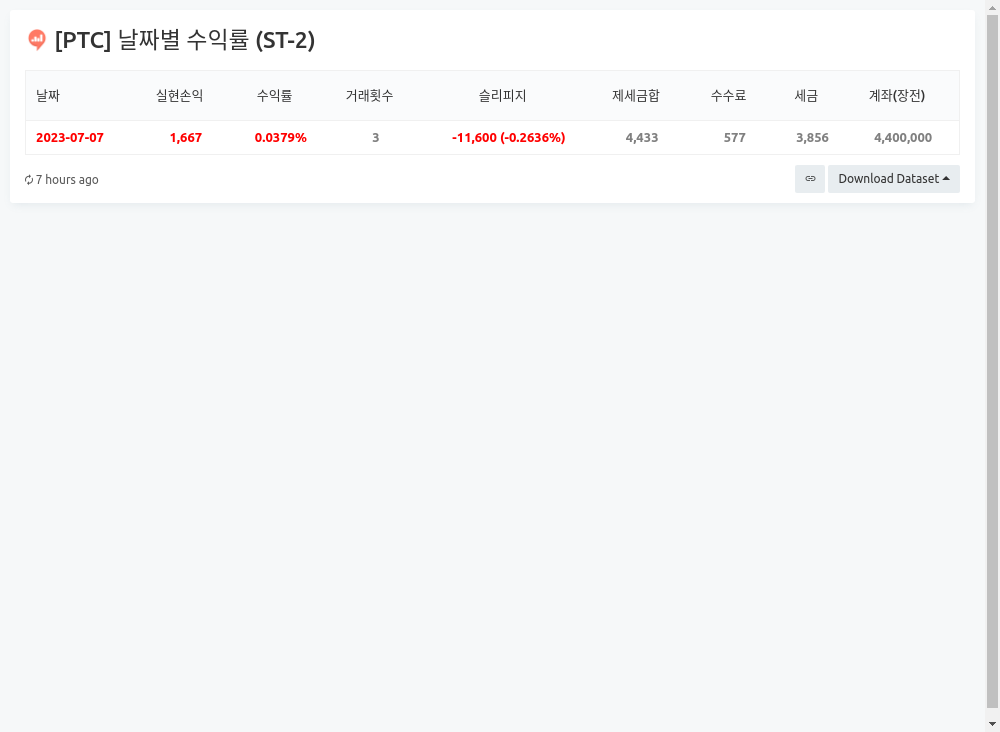 [PTC] 날짜별 수익률 (ST-2)
날짜 실현손익 수익률 거래횟수 슬리피지 제세금합 수수료 세금 계좌(장전)
2023-07-07 1,667 0.0379% 3 -11,600 (-0.2636%) 4,433 577 3,856 4,400,000
7 hours ago Download Dataset